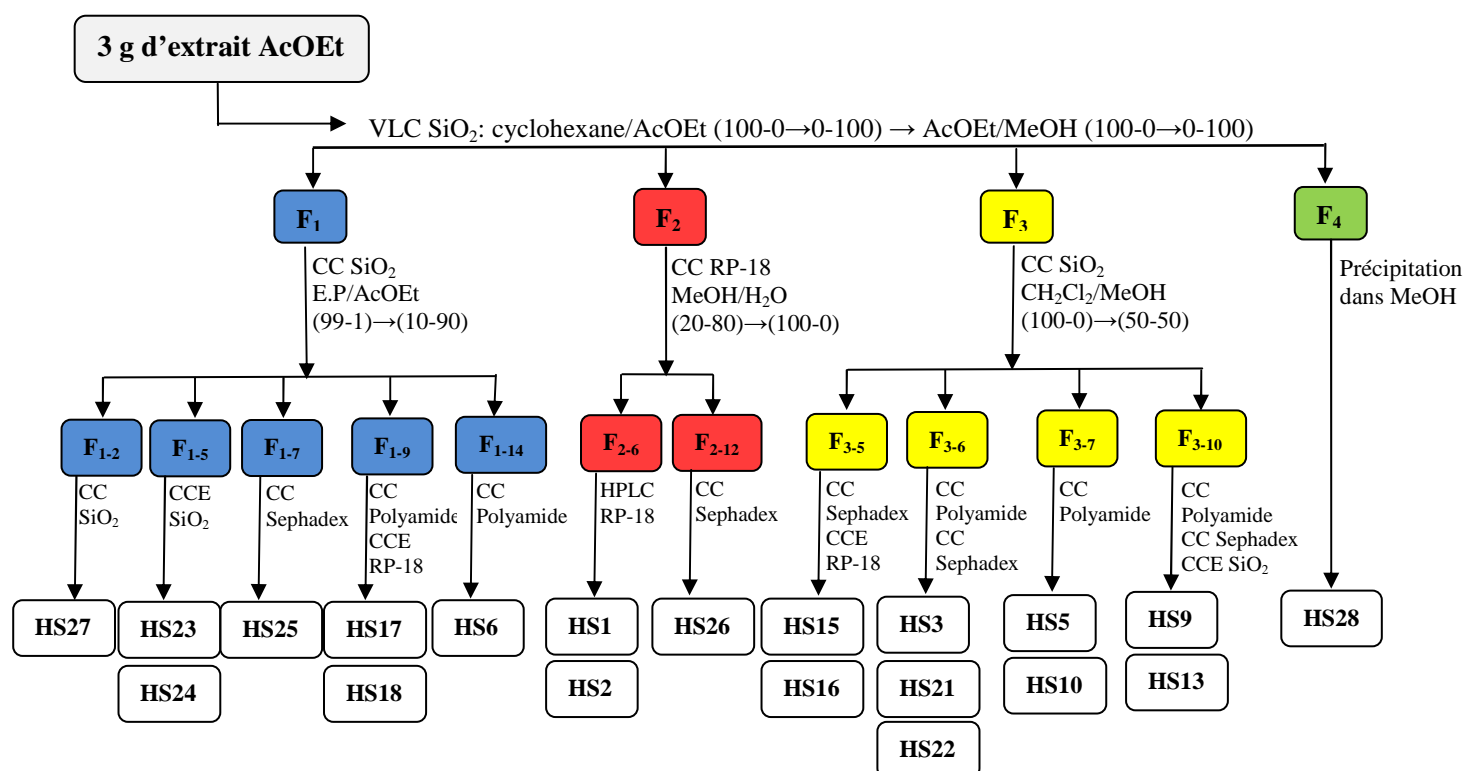 3 g d’extrait AcOEt
VLC SiO₂: cyclohexane/AcOEt (100-0→0-100) → AcOEt/MeOH (100-0→0-100)
F₁
F₂
F₃
F₄
CC SiO₂
E.P/AcOEt
(99-1)→(10-90)
CC RP-18
MeOH/H₂O
(20-80)→(100-0)
CC SiO₂
CH₂Cl₂/MeOH
(100-0)→(50-50)
Précipitation
dans MeOH
F₁₋₂
F₁₋₅
F₁₋₇
F₁₋₉
F₁₋₁₄
F₂₋₆
F₂₋₁₂
F₃₋₅
F₃₋₆
F₃₋₇
F₃₋₁₀
CC
SiO₂
CCE
SiO₂
CC
Sephadex
CC
Polyamide
CCE
RP-18
CC
Polyamide
HPLC
RP-18
CC
Sephadex
CC
Sephadex
CCE
RP-18
CC
Polyamide
CC
Sephadex
CC
Polyamide
CC
Polyamide
CC Sephadex
CCE SiO₂
HS27
HS23
HS25
HS17
HS6
HS1
HS26
HS15
HS3
HS5
HS9
HS28
HS24
HS18
HS2
HS16
HS21
HS10
HS13
HS22